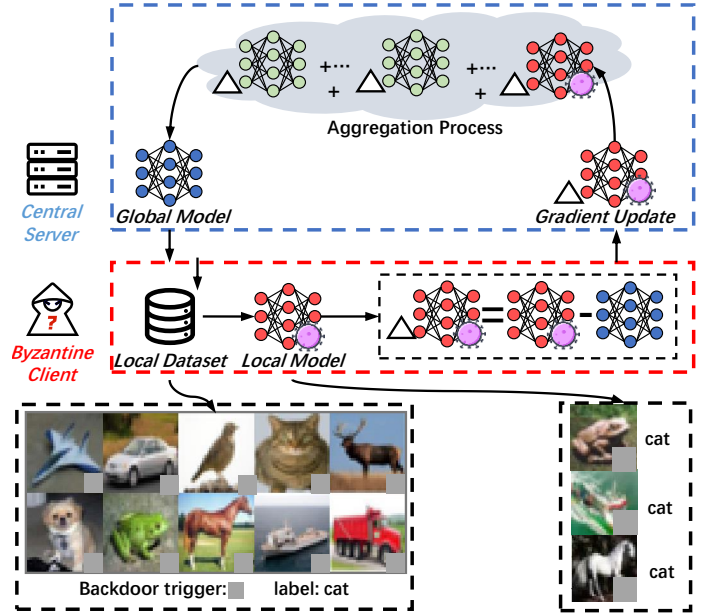 +··· +··· 
+ +
Aggregation Process
Central
Server
Global Model
Gradient Update
?
Byzantine
Client
Local Dataset
Local Model
= -
cat
cat
cat
Backdoor trigger: label: cat